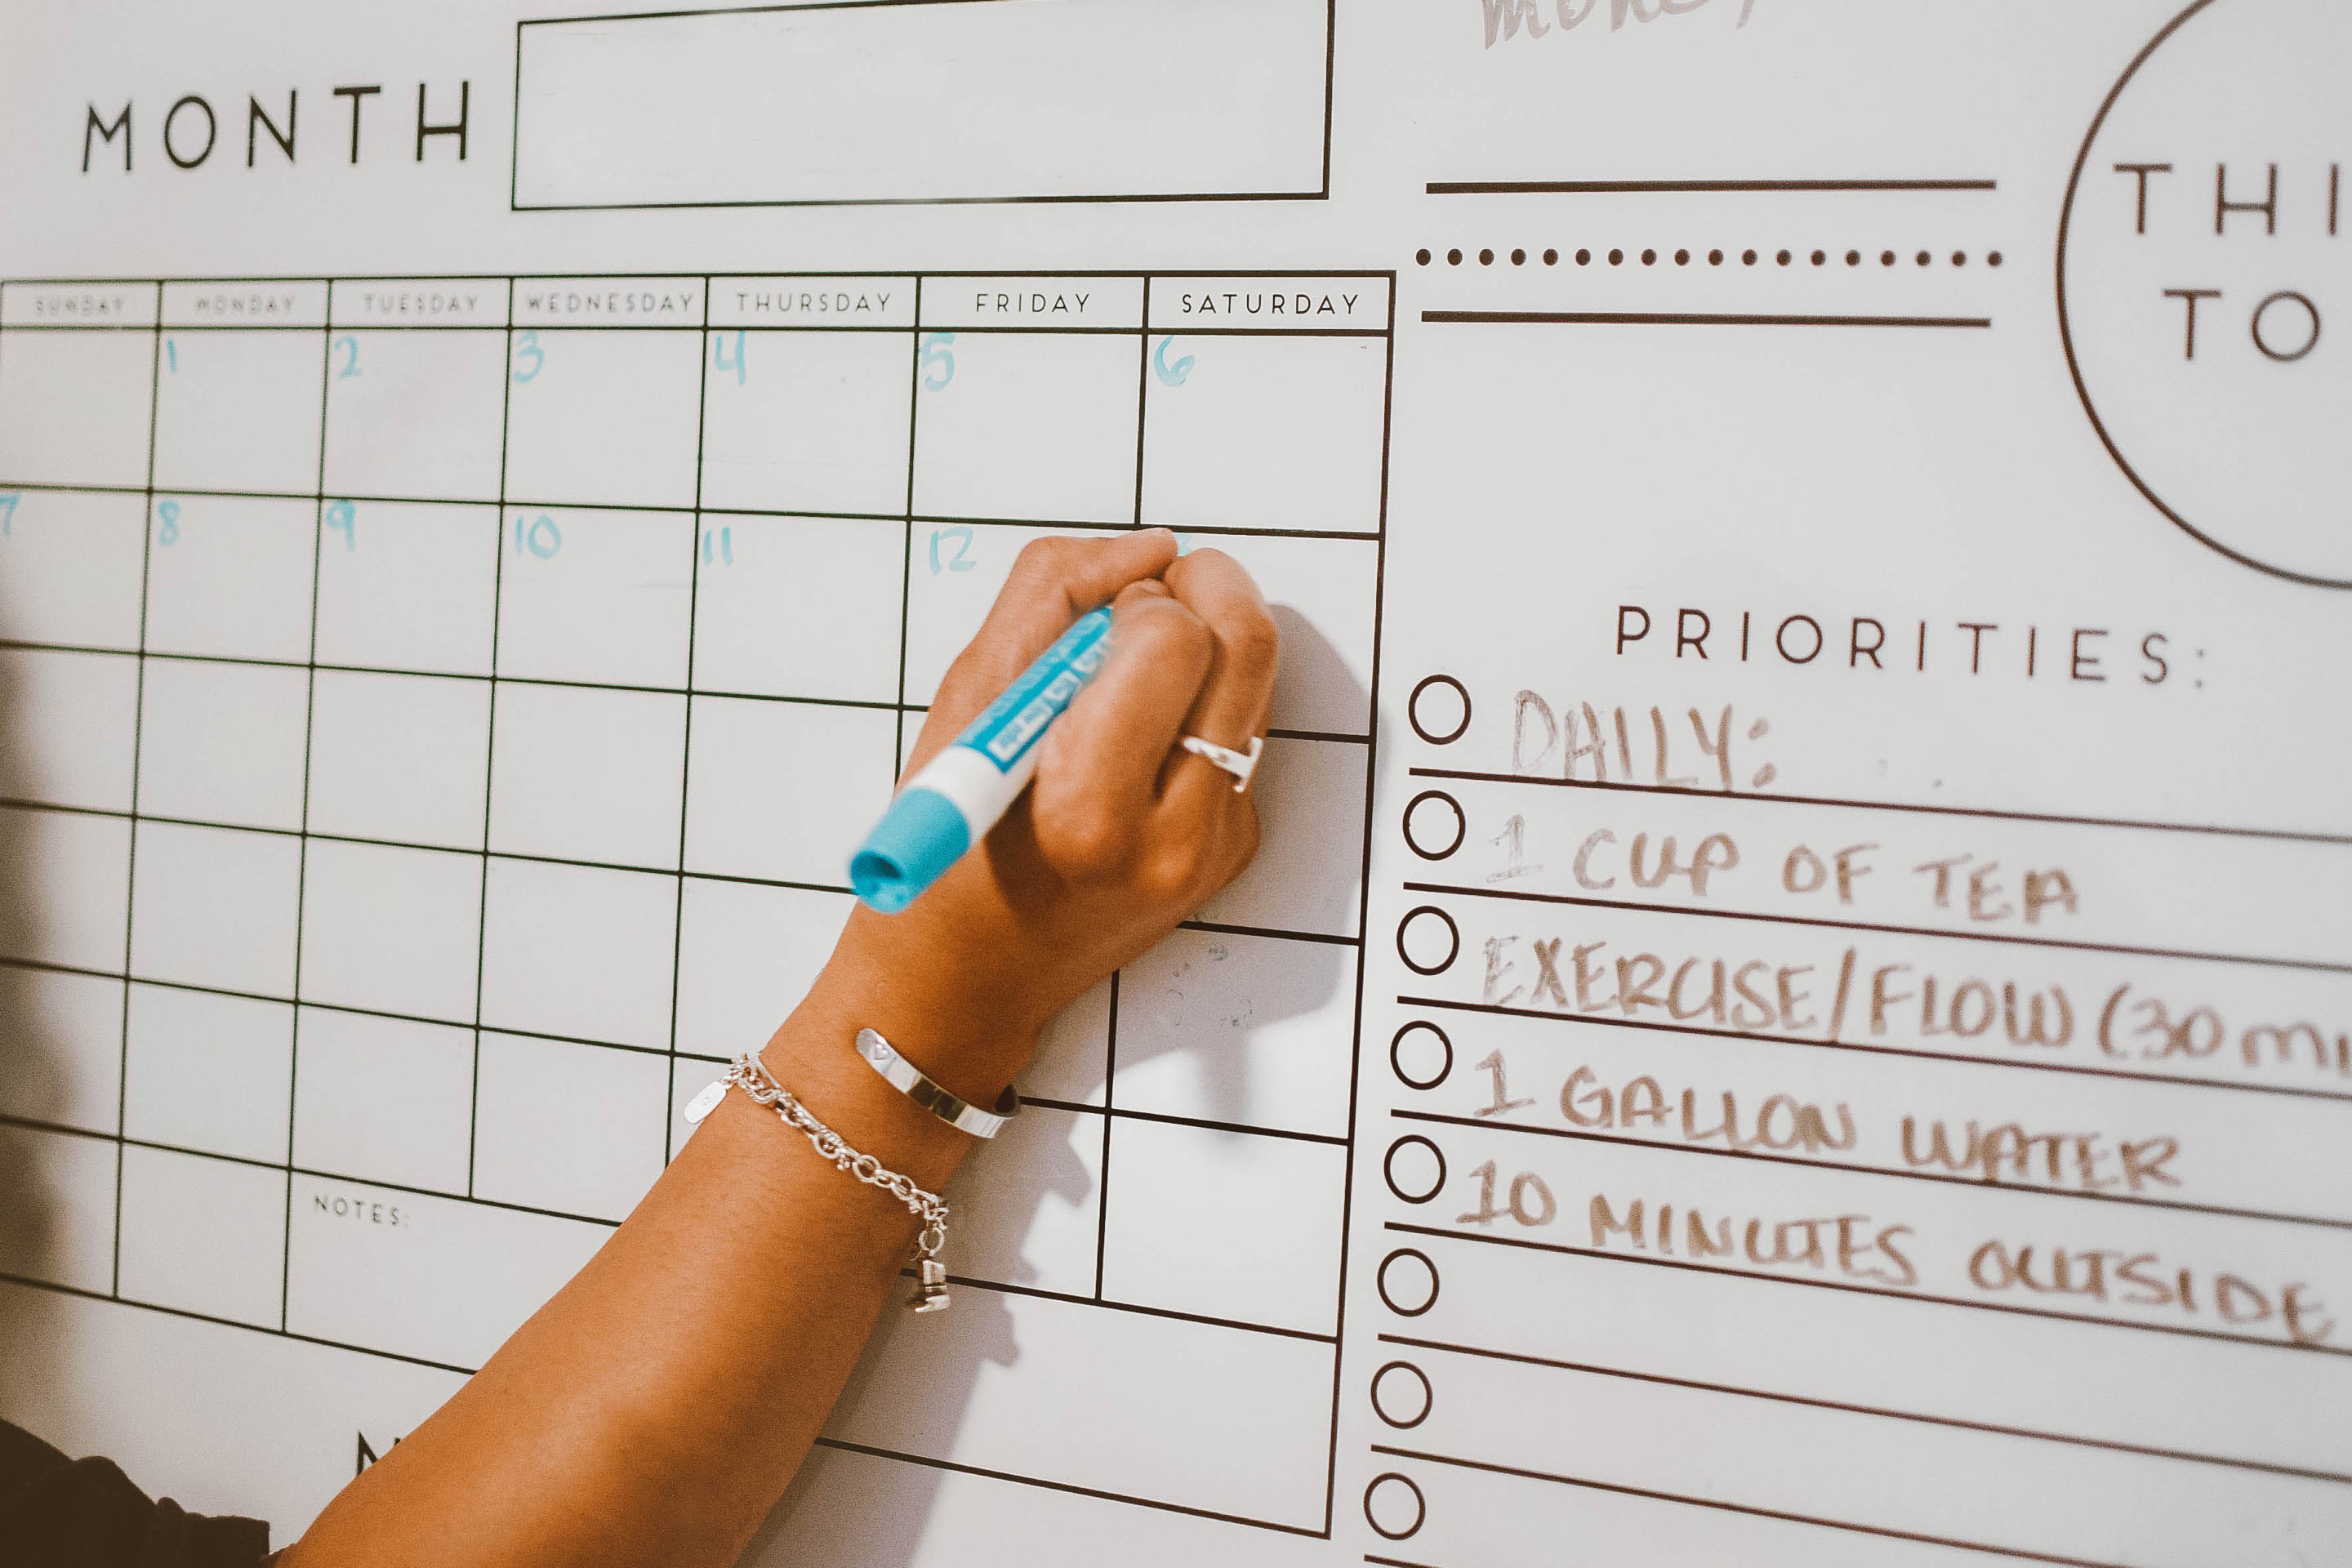 money
MONTH
THI
TO
SUNDAY MONDAY TUESDAY WEDNESDAY THURSDAY FRIDAY SATURDAY
1 2 3 4 5 6
7 8 9 10 11 12
PRIORITIES:
DAILY:
1 CUP OF TEA
EXERCISE/FLOW (30 mi
1 GALLON WATER
10 MINUTES OUTSIDE
NOTES:
N